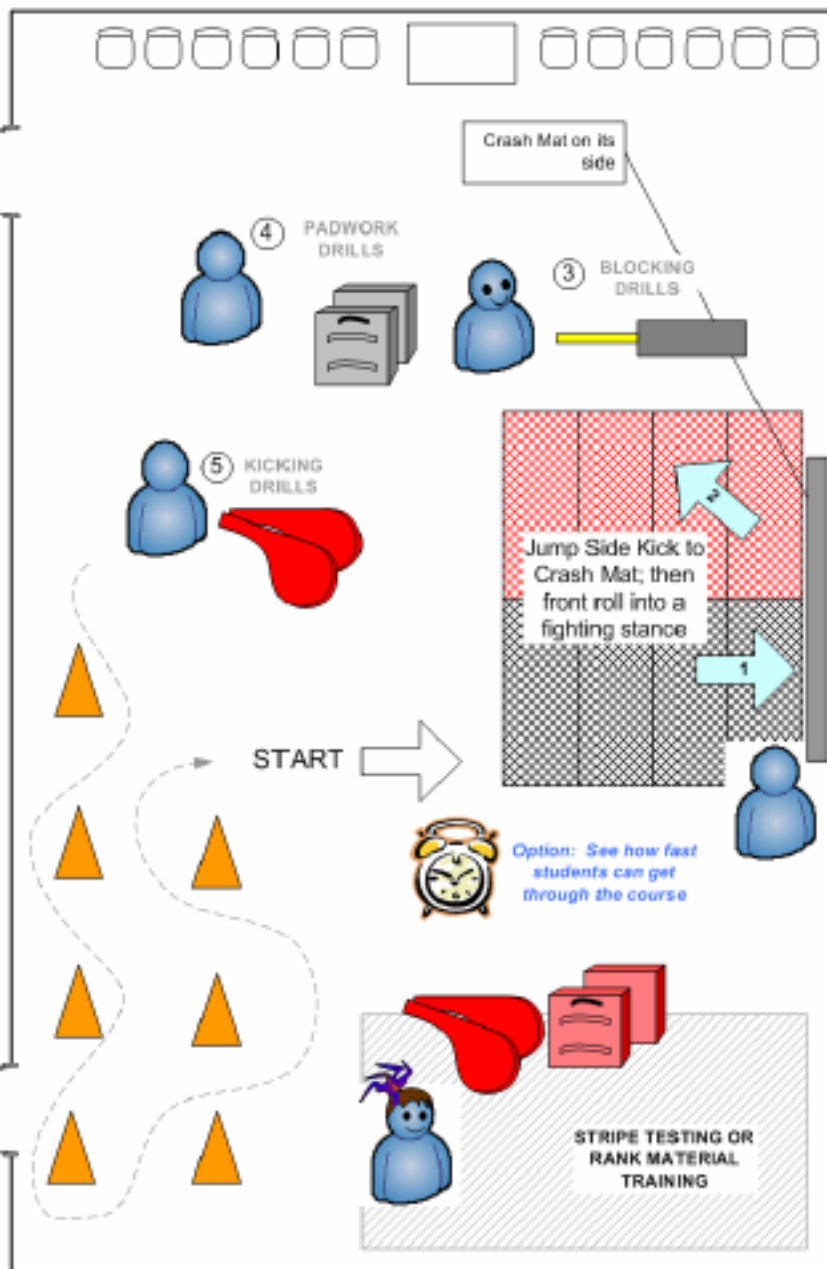 Crash Mat on its
side
4
PADWORK
DRILLS
3
BLOCKING
DRILLS
5
KICKING
DRILLS
2
Jump Side Kick to
Crash Mat; then
front roll into a
fighting stance
1
START
Option: See how fast
students can get
through the course
STRIPE TESTING OR
RANK MATERIAL
TRAINING